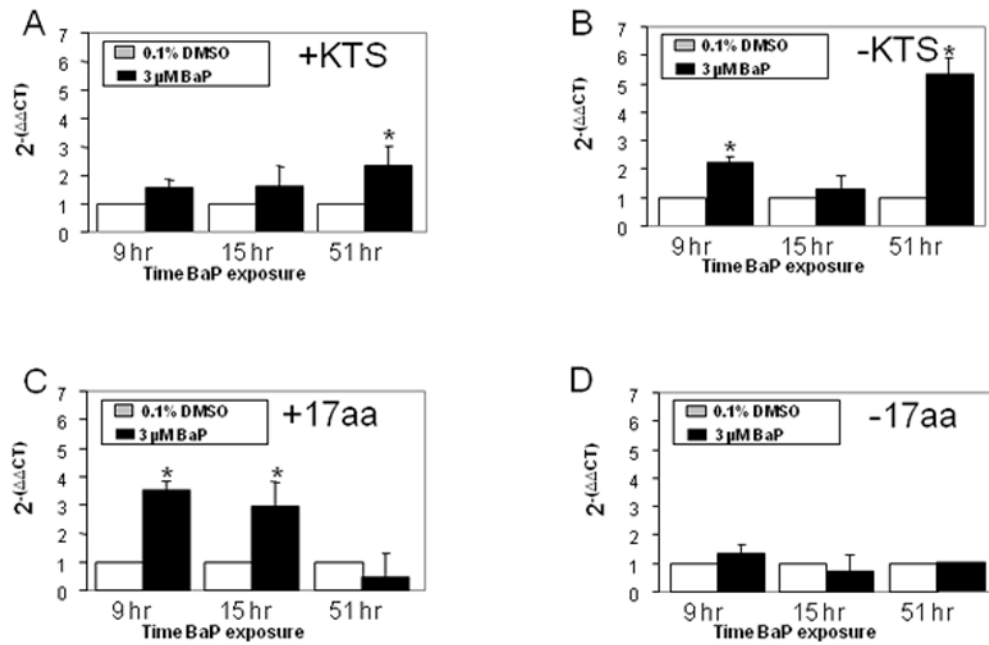 A
7
6
5
4
3
2
1
0
2-(ΔΔCT)
0.1% DMSO
3 µM BaP
+KTS
*
9 hr 15 hr 51 hr
Time BaP exposure
B
7
6
5
4
3
2
1
0
2-(ΔΔCT)
0.1% DMSO
3 µM BaP
-KTS
*
*
9 hr 15 hr 51 hr
Time BaP exposure
C
7
6
5
4
3
2
1
0
2-(ΔΔCT)
0.1% DMSO
3 µM BaP
+17aa
* *
9 hr 15 hr 51 hr
Time BaP exposure
D
7
6
5
4
3
2
1
0
2-(ΔΔCT)
0.1% DMSO
3 µM BaP
-17aa
9 hr 15 hr 51 hr
Time BaP exposure